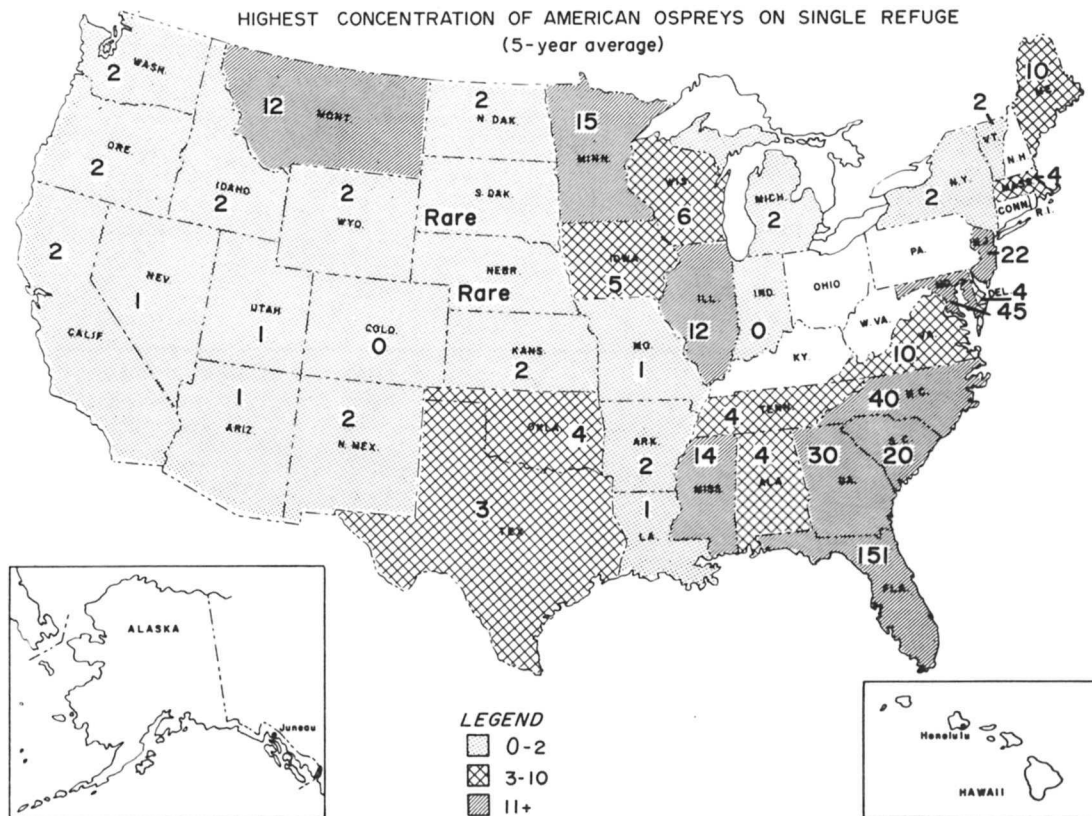 HIGHEST CONCENTRATION OF AMERICAN OSPREYS ON SINGLE REFUGE
(5-year average)
WASH.
2
ORE.
2
IDAHO
2
MONT.
12
WYO.
2
N. DAK.
2
S. DAK.
Rare
NEBR.
Rare
KANS.
2
MINN.
15
WIS.
6
IOWA
5
MICH.
2
ILL.
12
IND.
0
OHIO
PA.
N.Y.
2
VT.
2
N.H.
ME.
10
MASS.
4
CONN.
R.I.
N.J.
22
DEL.
4
MD.
45
W. VA.
VA.
10
KY.
TENN.
4
N.C.
40
S.C.
20
GA.
30
FLA.
151
ALA.
4
MISS.
14
LA.
1
ARK.
2
MO.
1
OKLA.
4
TEX.
3
N. MEX.
2
ARIZ.
1
COLO.
0
UTAH
1
NEV.
1
CALIF.
2
ALASKA
Juneau
Honolulu
HAWAII
LEGEND
0-2
3-10
11+